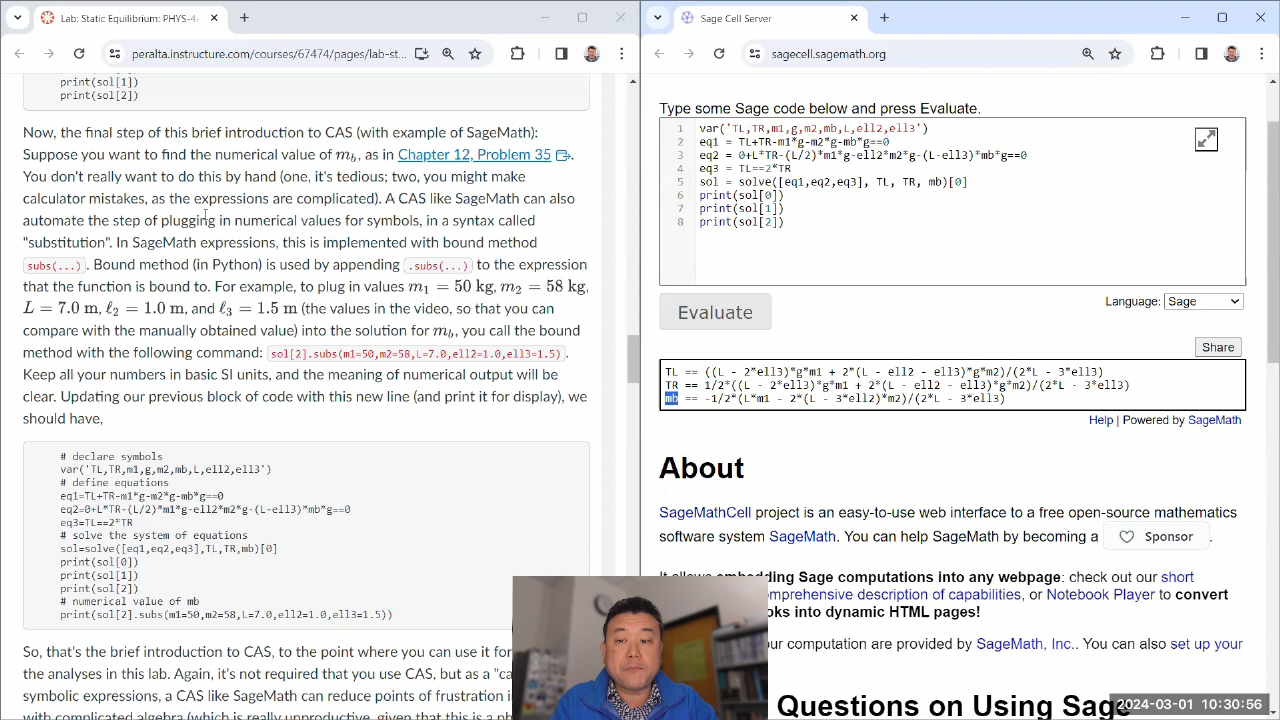 Lab: Static Equilibrium: PHYS-4
peralta.instructure.com/courses/67474/pages/lab-st...
print(sol[1])
print(sol[2])
Now, the final step of this brief introduction to CAS (with example of SageMath):
Suppose you want to find the numerical value of m_b, as in Chapter 12, Problem 35.
You don't really want to do this by hand (one, it's tedious; two, you might make
calculator mistakes, as the expressions are complicated). A CAS like SageMath can also
automate the step of plugging in numerical values for symbols, in a syntax called
"substitution". In SageMath expressions, this is implemented with bound method
subs(...). Bound method (in Python) is used by appending .subs(...) to the expression
that the function is bound to. For example, to plug in values m₁ = 50 kg, m₂ = 58 kg,
L = 7.0 m, ℓ₂ = 1.0 m, and ℓ₃ = 1.5 m (the values in the video, so that you can
compare with the manually obtained value) into the solution for m_b, you call the bound
method with the following command: sol[2].subs(m1=50,m2=58,L=7.0,ell2=1.0,ell3=1.5).
Keep all your numbers in basic SI units, and the meaning of numerical output will be
clear. Updating our previous block of code with this new line (and print it for display), we
should have,
# declare symbols
var('TL,TR,m1,g,m2,mb,L,ell2,ell3')
# define equations
eq1=TL+TR-m1*g-m2*g-mb*g==0
eq2=0+L*TR-(L/2)*m1*g-ell2*m2*g-(L-ell3)*mb*g==0
eq3=TL==2*TR
# solve the system of equations
sol=solve([eq1,eq2,eq3],TL,TR,mb)[0]
print(sol[0])
print(sol[1])
print(sol[2])
# numerical value of mb
print(sol[2].subs(m1=50,m2=58,L=7.0,ell2=1.0,ell3=1.5))
So, that's the brief introduction to CAS, to the point where you can use it for
the analyses in this lab. Again, it's not required that you use CAS, but as a "ca
symbolic expressions, a CAS like SageMath can reduce points of frustration i
with complicated algebra (which is really unproductive, given that this is a ph
Sage Cell Server
sagecell.sagemath.org
Type some Sage code below and press Evaluate.
1 var('TL,TR,m1,g,m2,mb,L,ell2,ell3')
2 eq1 = TL+TR-m1*g-m2*g-mb*g==0
3 eq2 = 0+L*TR-(L/2)*m1*g-ell2*m2*g-(L-ell3)*mb*g==0
4 eq3 = TL==2*TR
5 sol = solve([eq1,eq2,eq3], TL, TR, mb)[0]
6 print(sol[0])
7 print(sol[1])
8 print(sol[2])
Evaluate
Language: Sage
Share
TL == ((L - 2*ell3)*g*m1 + 2*(L - ell2 - ell3)*g*m2)/(2*L - 3*ell3)
TR == 1/2*((L - 2*ell3)*g*m1 + 2*(L - ell2 - ell3)*g*m2)/(2*L - 3*ell3)
mb == -1/2*(L*m1 - 2*(L - 3*ell2)*m2)/(2*L - 3*ell3)
Help | Powered by SageMath
About
SageMathCell project is an easy-to-use web interface to a free open-source mathematics
software system SageMath. You can help SageMath by becoming a Sponsor.
It allows embedding Sage computations into any webpage: check out our short
mprehensive description of capabilities, or Notebook Player to convert
ooks into dynamic HTML pages!
ur computation are provided by SageMath, Inc.. You can also set up your
Questions on Using Sag
2024-03-01 10:30:56